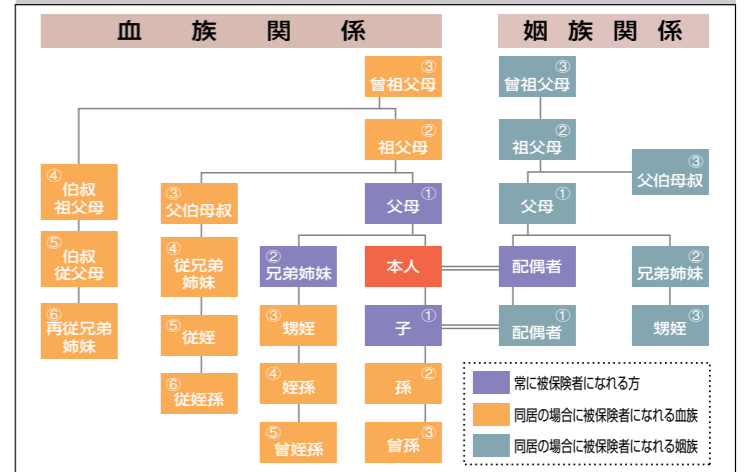 血族関係
姻族関係
③
曾祖父母
③
曾祖父母
②
祖父母
②
祖父母
③
父伯母叔
④
伯叔
祖父母
③
父伯母叔
①
父母
①
父母
⑤
伯叔
従父母
④
従兄弟
姉妹
②
兄弟姉妹
本人
配偶者
②
兄弟姉妹
⑥
再従兄弟
姉妹
⑤
従姪
③
甥姪
①
子
①
配偶者
③
甥姪
⑥
従姪孫
④
姪孫
②
孫
⑤
曾姪孫
③
曾孫
常に被保険者になれる方
同居の場合に被保険者になれる血族
同居の場合に被保険者になれる姻族